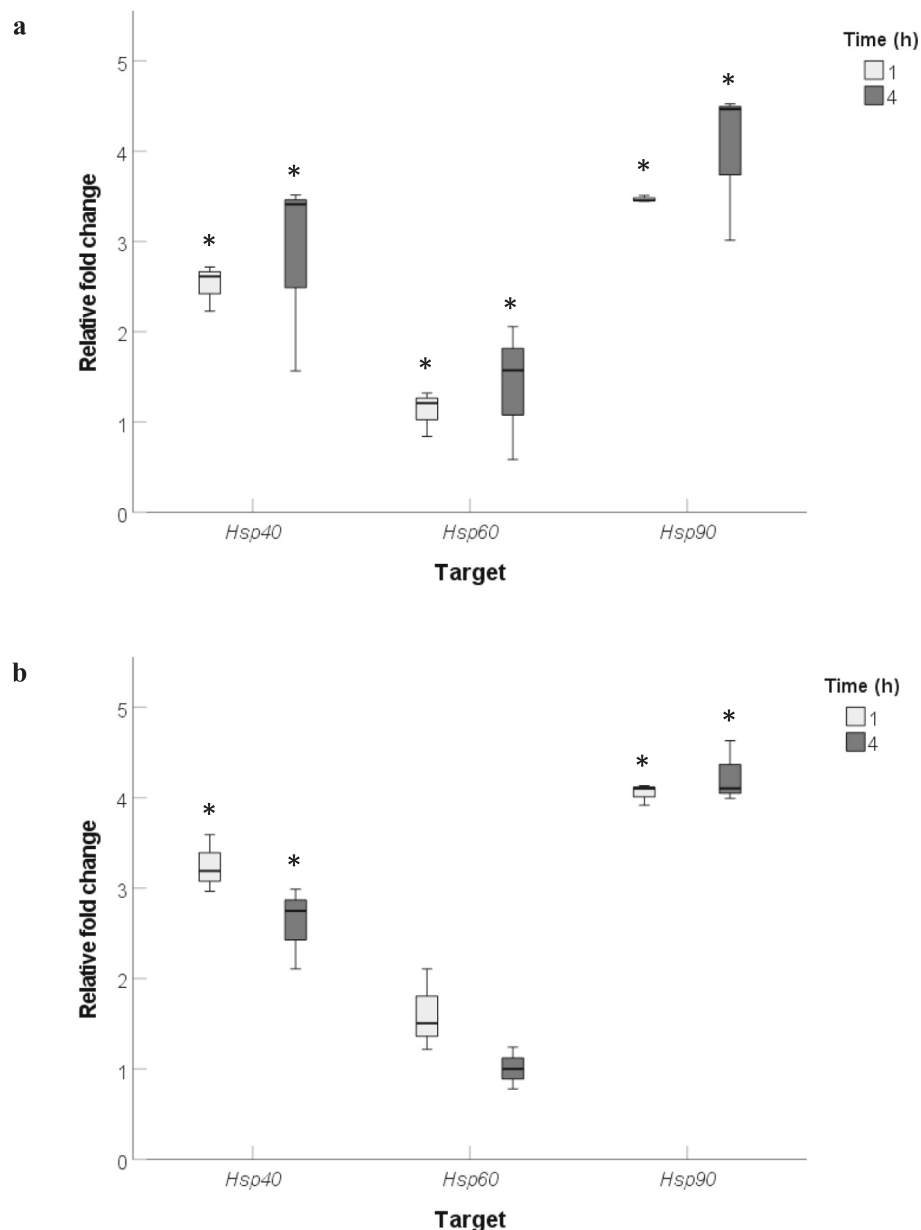 a
Time (h)
1
4
Relative fold change
5
4
3
2
1
0
*
*
*
*
*
*
Hsp40 Hsp60 Hsp90
Target
b
Time (h)
1
4
Relative fold change
5
4
3
2
1
0
*
*
*
*
Hsp40 Hsp60 Hsp90
Target